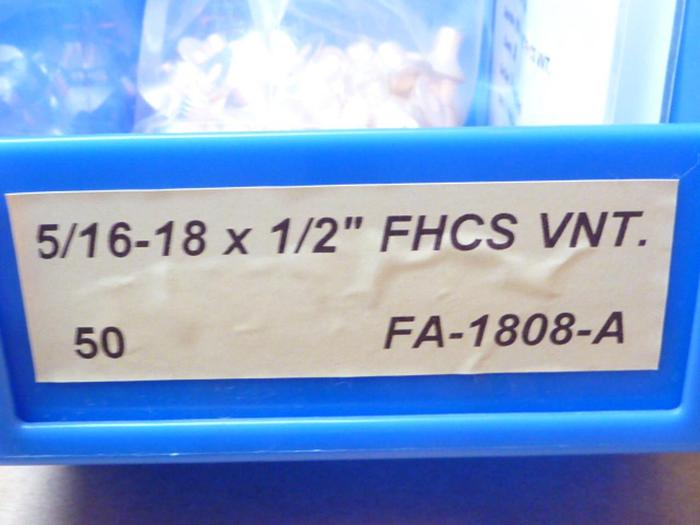 5/16-18 x 1/2" FHCS VNT.
50 FA-1808-A